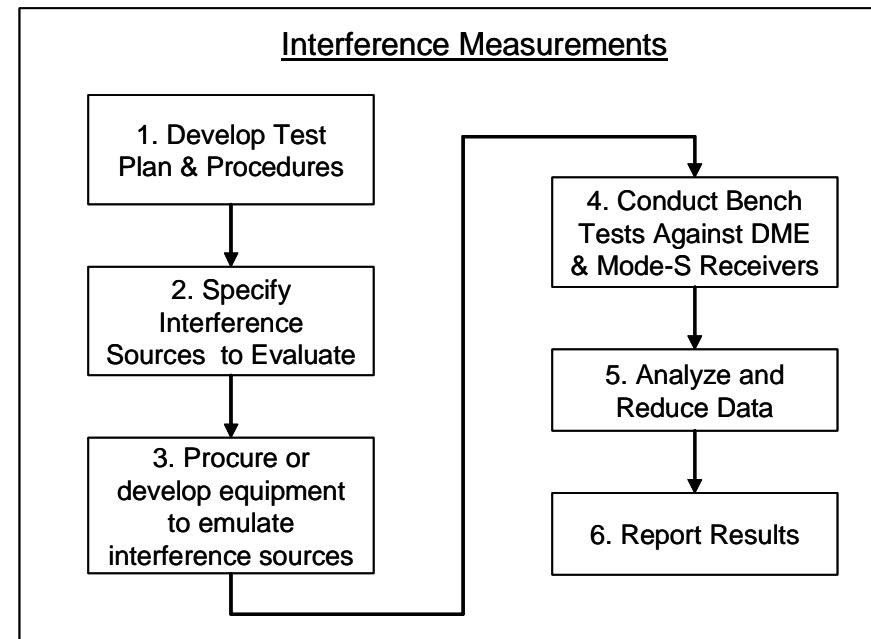 Interference Measurements
1. Develop Test
Plan & Procedures
2. Specify
Interference
Sources to Evaluate
3. Procure or
develop equipment
to emulate
interference sources
4. Conduct Bench
Tests Against DME
& Mode-S Receivers
5. Analyze and
Reduce Data
6. Report Results